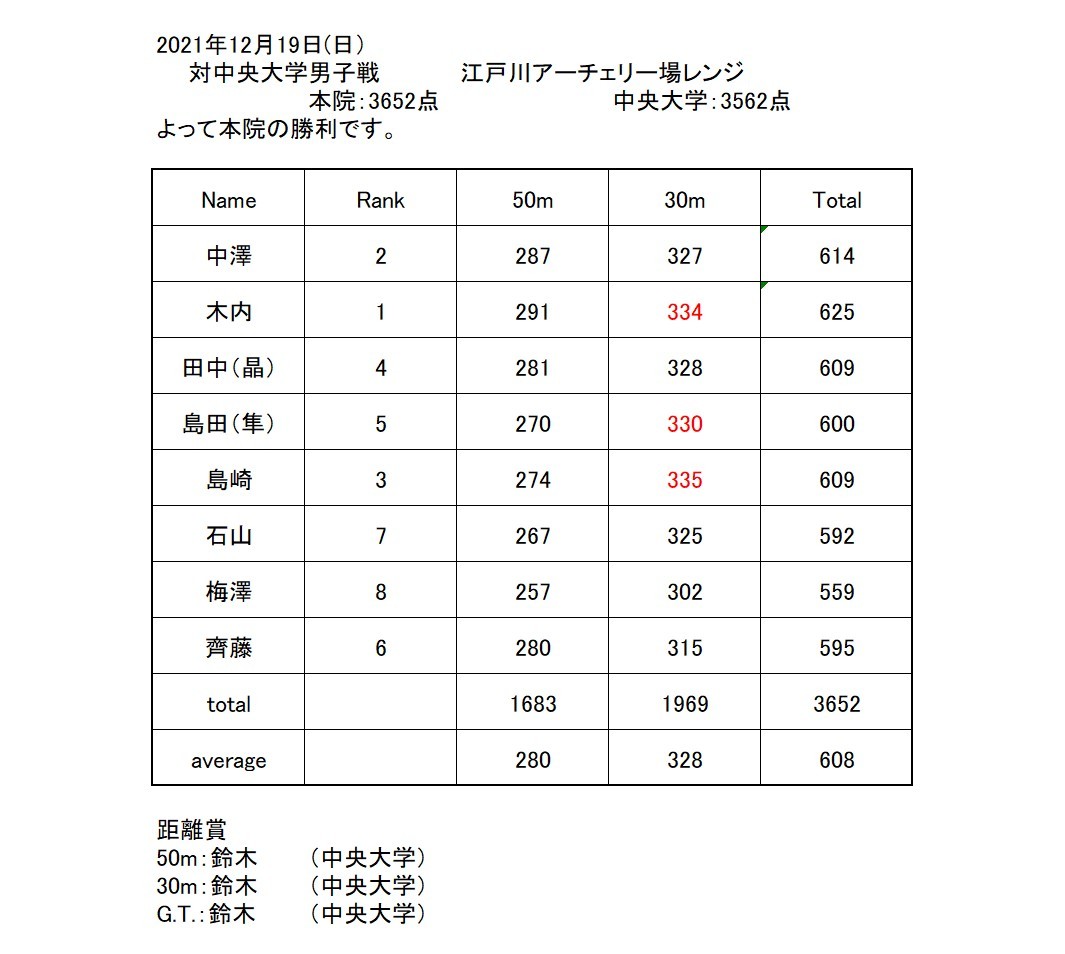 2021年12月19日(日)
対中央大学男子戦 江戸川アーチェリー場レンジ
本院:3652点 中央大学:3562点
よって本院の勝利です。
Name Rank 50m 30m Total
中澤 2 287 327 614
木内 1 291 334 625
田中(晶) 4 281 328 609
島田(隼) 5 270 330 600
島崎 3 274 335 609
石山 7 267 325 592
梅澤 8 257 302 559
齊藤 6 280 315 595
total 1683 1969 3652
average 280 328 608
距離賞
50m:鈴木 (中央大学)
30m:鈴木 (中央大学)
G.T.:鈴木 (中央大学)